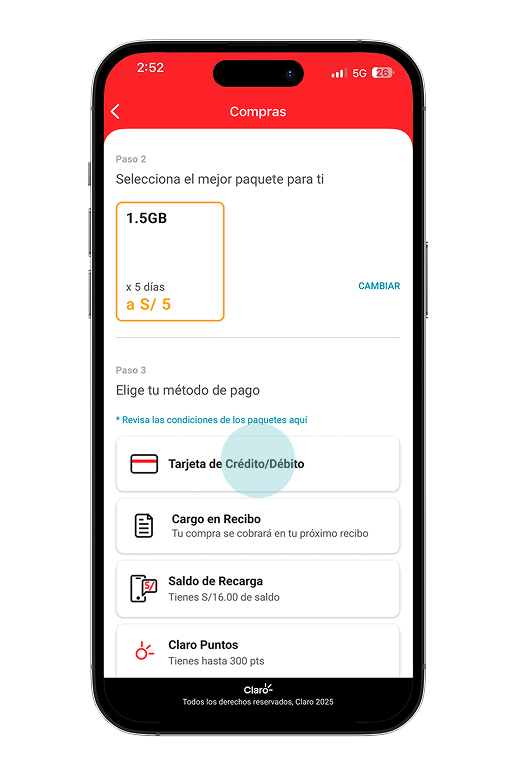 2:52
5G 26
Compras
Paso 2
Selecciona el mejor paquete para ti
1.5GB
x 5 días
a S/ 5
CAMBIAR
Paso 3
Elige tu método de pago
* Revisa las condiciones de los paquetes aquí
Tarjeta de Crédito/Débito
Cargo en Recibo
Tu compra se cobrará en tu próximo recibo
S/
Saldo de Recarga
Tienes S/16.00 de saldo
Claro Puntos
Tienes hasta 300 pts
Claro
Todos los derechos reservados, Claro 2025